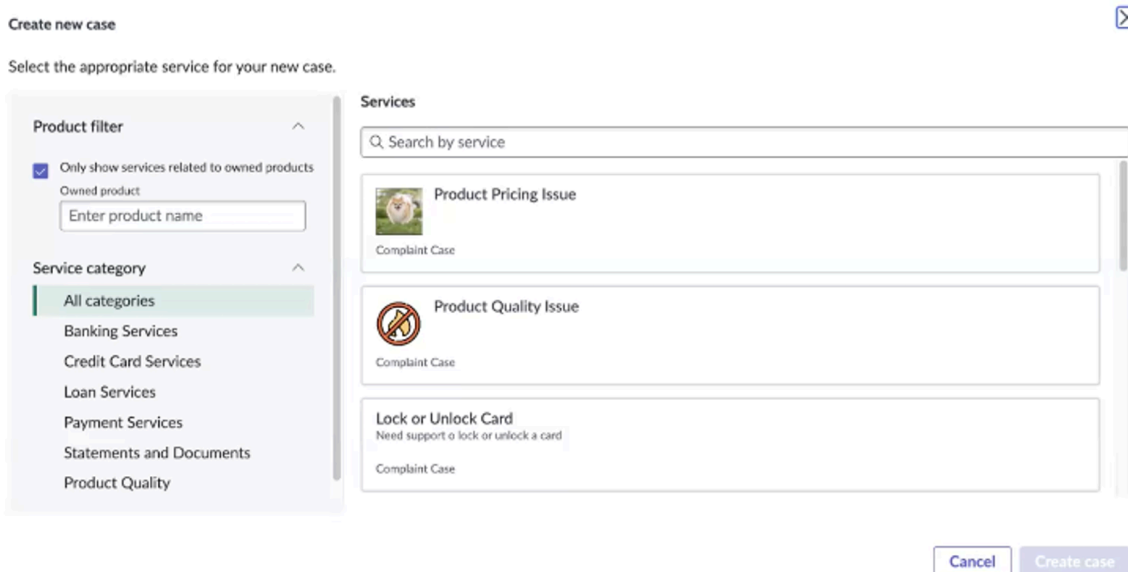 Create new case
Select the appropriate service for your new case.
Product filter
Only show services related to owned products
Owned product
Enter product name
Service category
All categories
Banking Services
Credit Card Services
Loan Services
Payment Services
Statements and Documents
Product Quality
Services
Search by service
Product Pricing Issue
Complaint Case
Product Quality Issue
Complaint Case
Lock or Unlock Card
Need support o lock or unlock a card
Complaint Case
Cancel
Create case